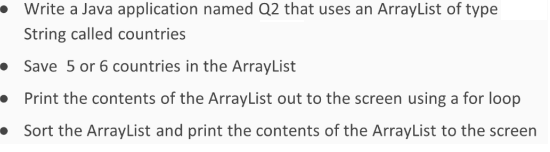 ● Write a Java application named Q2 that uses an ArrayList of type
String called countries
● Save  5 or 6 countries in the ArrayList
● Print the contents of the ArrayList out to the screen using a for loop
● Sort the ArrayList and print the contents of the ArrayList to the screen